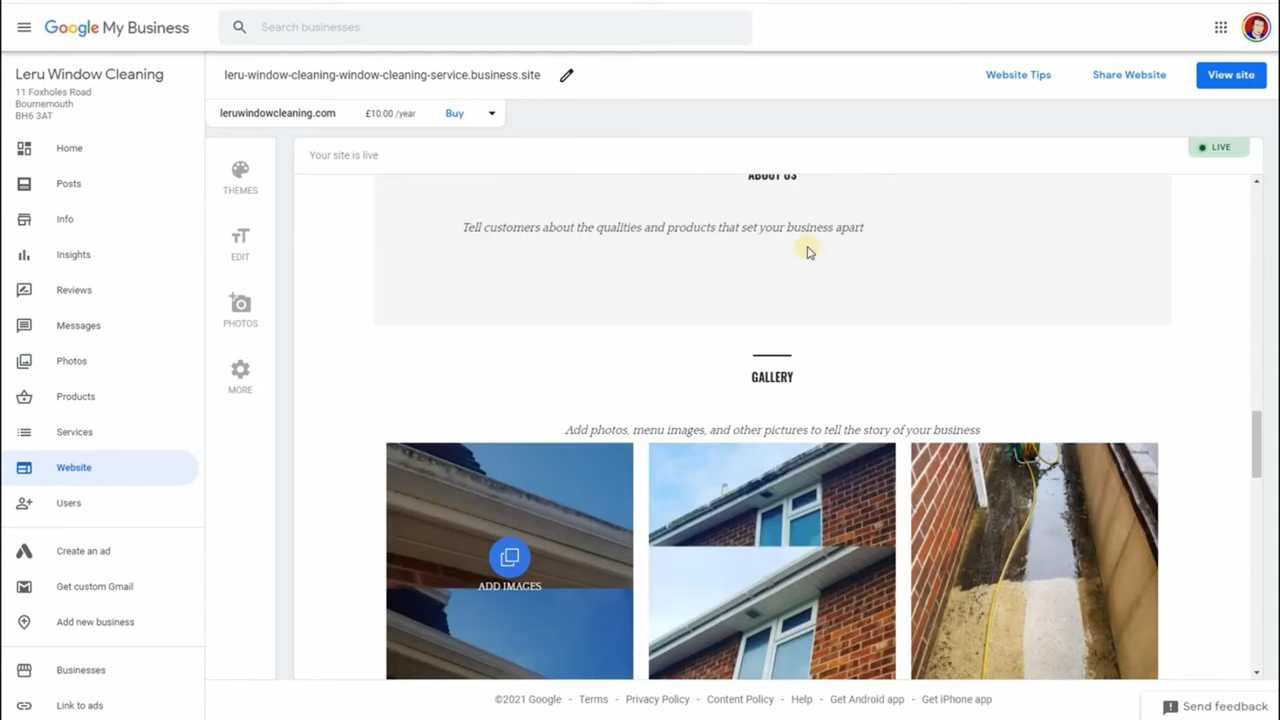 Google My Business
Search businesses
Leru Window Cleaning
11 Foxholes Road
Bournemouth
BH6 3AT
Home
Posts
Info
Insights
Reviews
Messages
Photos
Products
Services
Website
Users
Create an ad
Get custom Gmail
Add new business
Businesses
Link to ads
leru-window-cleaning-window-cleaning-service.business.site
Website Tips
Share Website
View site
leruwindowcleaning.com £10.00 /year Buy
THEMES
EDIT
PHOTOS
MORE
Your site is live
LIVE
ABOUT US
Tell customers about the qualities and products that set your business apart
GALLERY
Add photos, menu images, and other pictures to tell the story of your business
ADD IMAGES
©2021 Google - Terms - Privacy Policy - Content Policy - Help - Get Android app - Get iPhone app
Send feedback